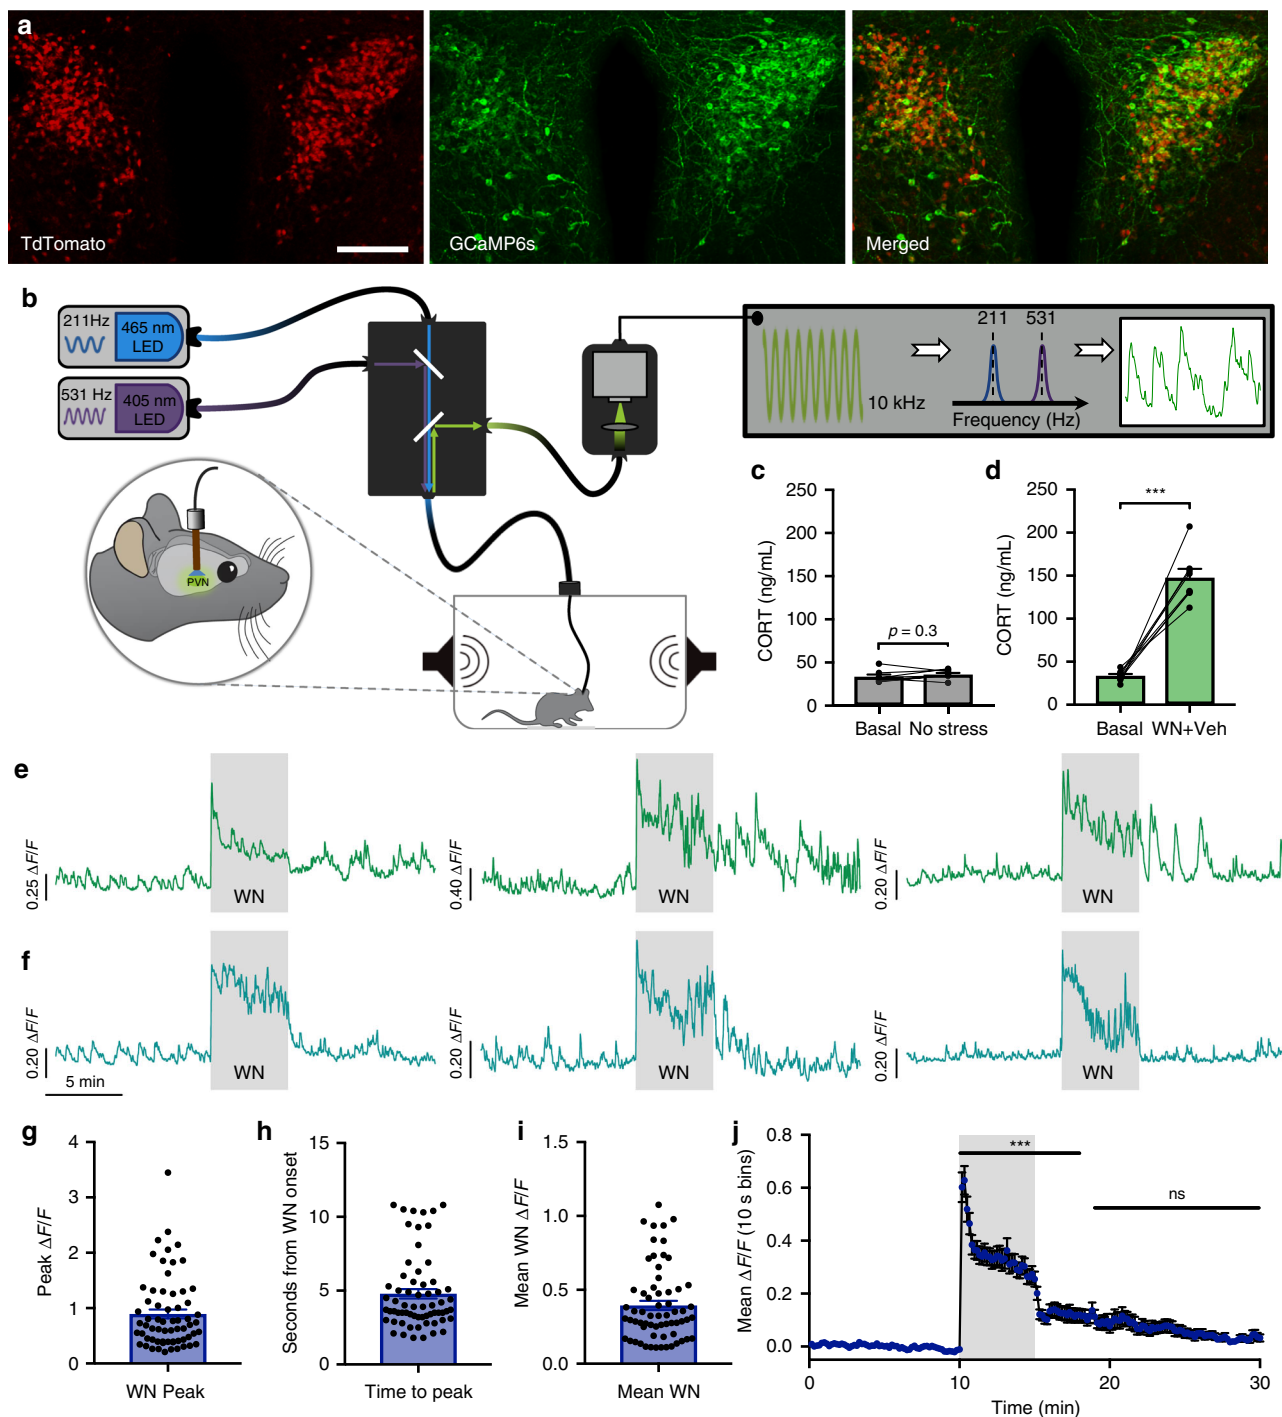 a
TdTomato
GCaMP6s
Merged
b
211Hz
465 nm
LED
531 Hz
405 nm
LED
211 531
10 kHz
Frequency (Hz)
PVN
c
250
200
150
100
50
0
CORT (ng/mL)
p = 0.3
Basal No stress
d
250
200
150
100
50
0
CORT (ng/mL)
***
Basal WN+Veh
e
0.25 ΔF/F
WN
0.40 ΔF/F
WN
0.20 ΔF/F
WN
f
0.20 ΔF/F
WN
0.20 ΔF/F
WN
0.20 ΔF/F
WN
5 min
g
4
3
2
1
0
Peak ΔF/F
WN Peak
h
15
10
5
0
Seconds from WN onset
Time to peak
i
1.5
1.0
0.5
0.0
Mean WN ΔF/F
Mean WN
j
0.8
0.6
0.4
0.2
0.0
Mean ΔF/F (10 s bins)
***
ns
0 10 20 30
Time (min)